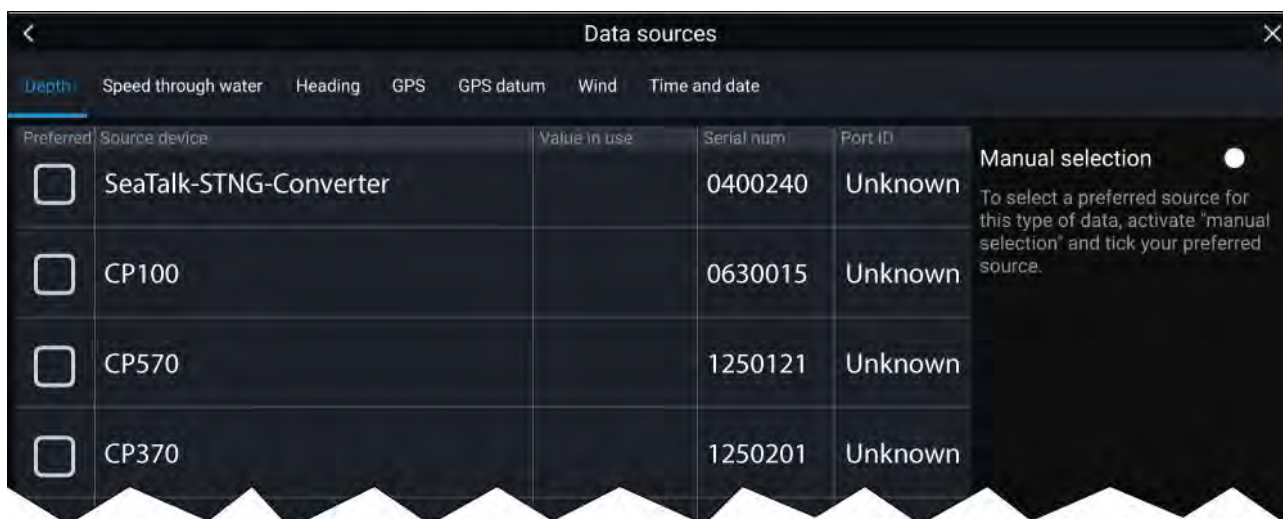 Data sources
Depth Speed through water Heading GPS GPS datum Wind Time and date
Preferred Source device Value in use Serial num Port ID
SeaTalk-STNG-Converter 0400240 Unknown
CP100 0630015 Unknown
CP570 1250121 Unknown
CP370 1250201 Unknown
Manual selection
To select a preferred source for
this type of data, activate "manual
selection" and tick your preferred
source.